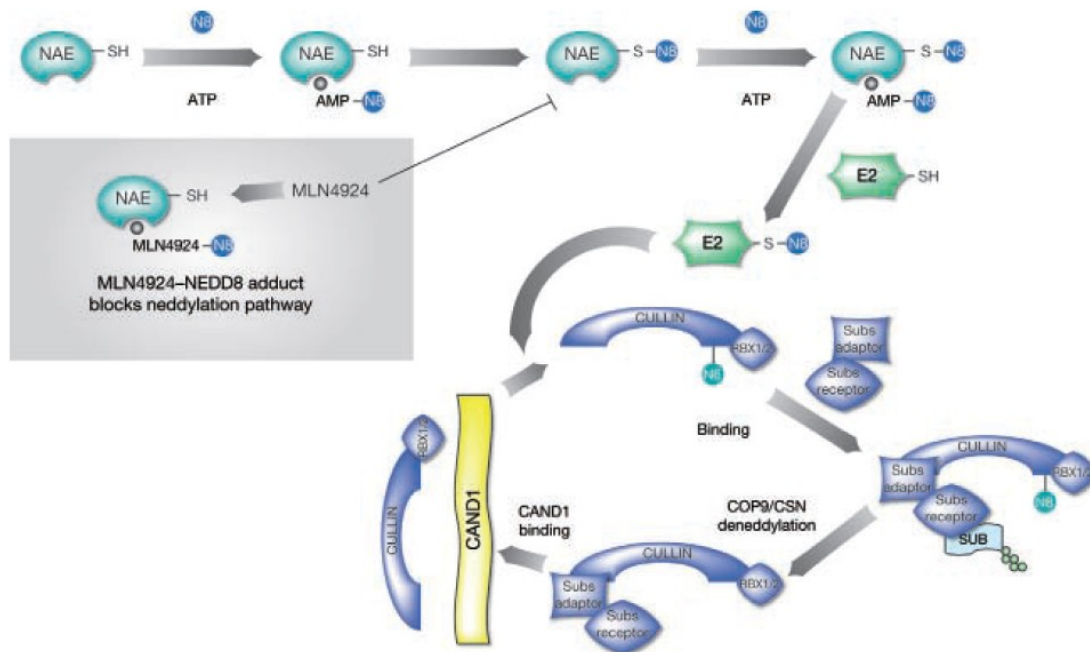 N8
N8
NAE
SH
NAE
SH
NAE
S
N8
NAE
S
N8
ATP
AMP
N8
ATP
AMP
N8
NAE
SH
MLN4924
MLN4924
N8
MLN4924–NEDD8 adduct
blocks neddylation pathway
E2
SH
E2
S
N8
CULLIN
RBX1/2
N8
Subs
adaptor
Subs
receptor
Binding
CULLIN
RBX1/2
Subs
adaptor
N8
Subs
receptor
SUB
COP9/CSN
deneddylation
RBX1/2
CULLIN
CAND1
CAND1
binding
CULLIN
RBX1/2
Subs
adaptor
Subs
receptor